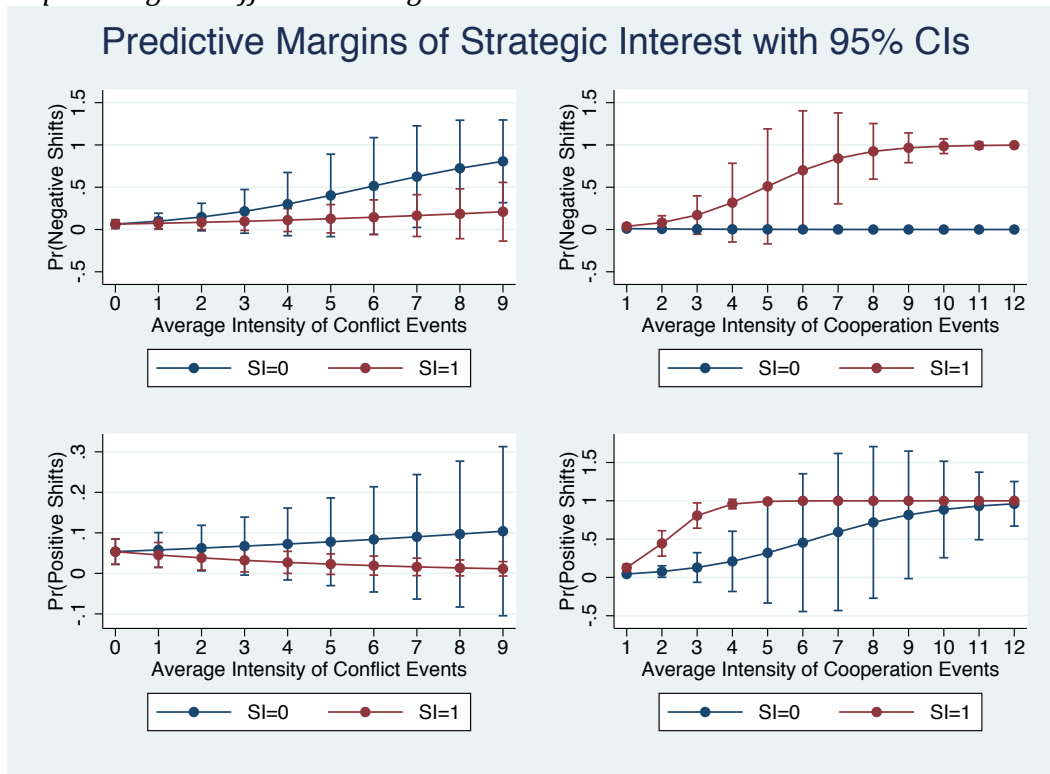 Predictive Margins of Strategic Interest with 95% CIs
Pr(Negative Shifts)
-.5 0 .5 1 1.5
0 1 2 3 4 5 6 7 8 9
Average Intensity of Conflict Events
SI=0 SI=1
Pr(Negative Shifts)
-.5 0 .5 1 1.5
1 2 3 4 5 6 7 8 9 10 11 12
Average Intensity of Cooperation Events
SI=0 SI=1
Pr(Positive Shifts)
-.1 0 .1 .2 .3
0 1 2 3 4 5 6 7 8 9
Average Intensity of Conflict Events
SI=0 SI=1
Pr(Positive Shifts)
-.5 0 .5 1 1.5
1 2 3 4 5 6 7 8 9 10 11 12
Average Intensity of Cooperation Events
SI=0 SI=1